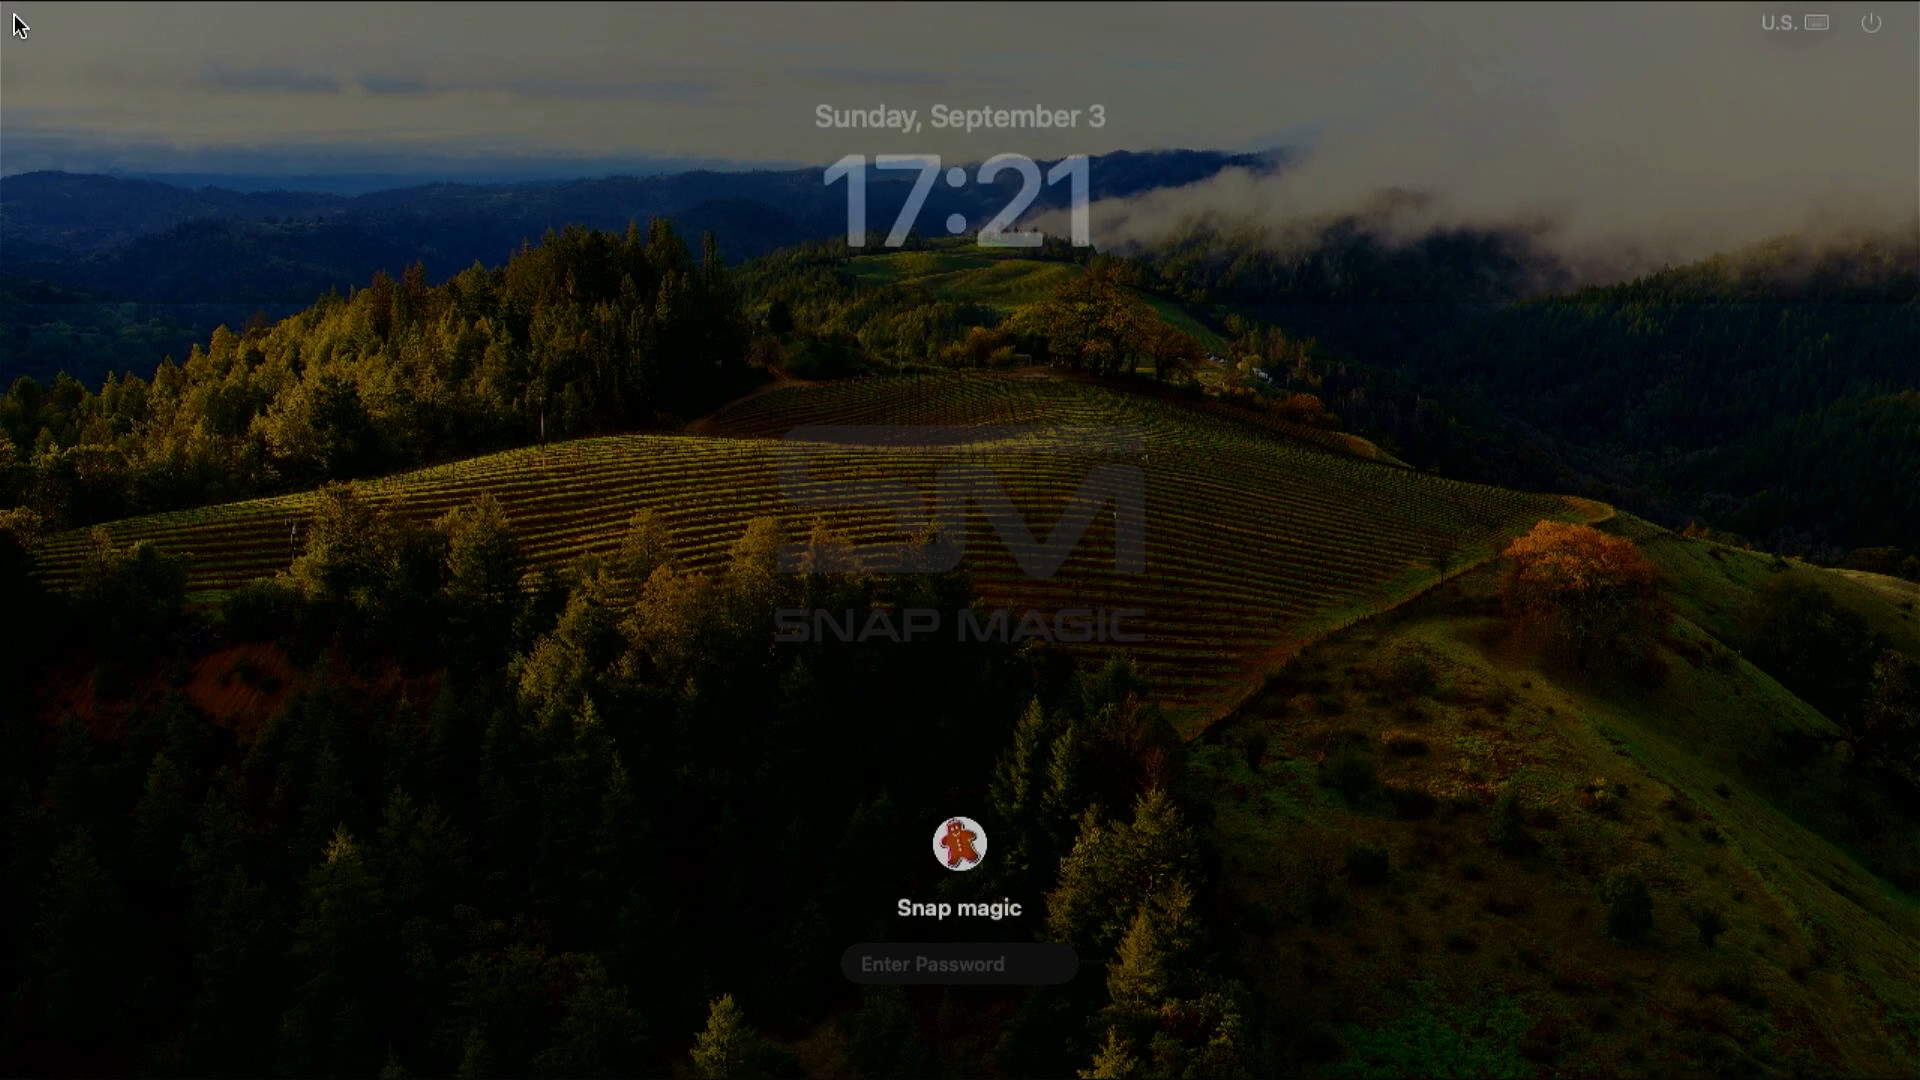 U.S.
Sunday, September 3
17:21
SM
SNAP MAGIC
Snap magic
Enter Password